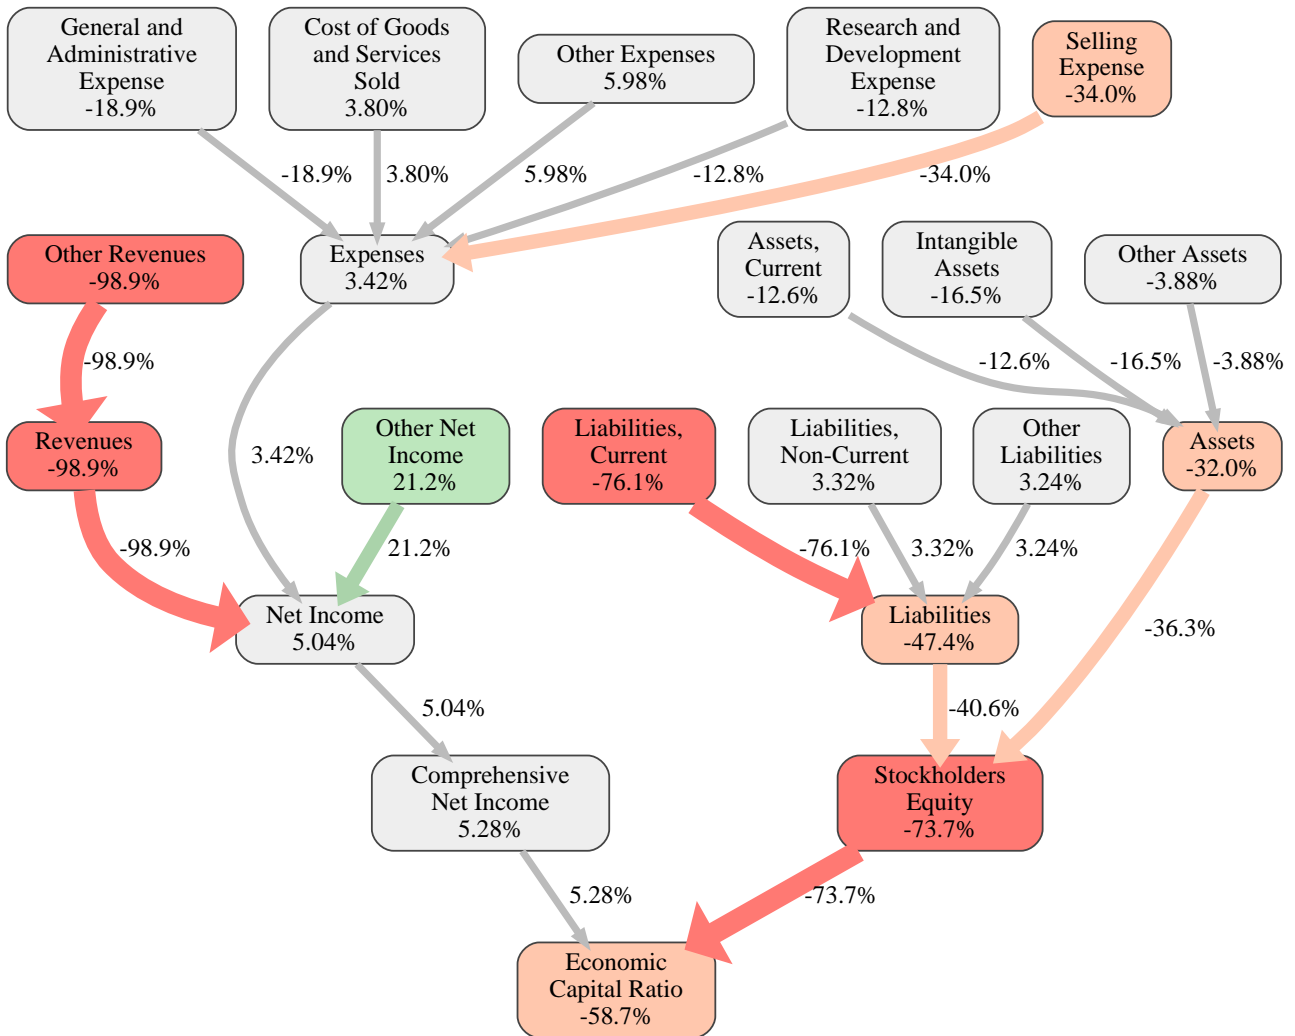 General and
Administrative
Expense
-18.9%
Cost of Goods
and Services
Sold
3.80%
Other Expenses
5.98%
Research and
Development
Expense
-12.8%
Selling
Expense
-34.0%
-18.9%
3.80%
5.98%
-12.8%
-34.0%
Other Revenues
-98.9%
Expenses
3.42%
Assets,
Current
-12.6%
Intangible
Assets
-16.5%
Other Assets
-3.88%
-98.9%
-12.6%
-16.5%
-3.88%
Revenues
-98.9%
3.42%
Other Net
Income
21.2%
Liabilities,
Current
-76.1%
Liabilities,
Non-Current
3.32%
Other
Liabilities
3.24%
Assets
-32.0%
-98.9%
21.2%
-76.1%
3.32%
3.24%
-36.3%
Net Income
5.04%
Liabilities
-47.4%
5.04%
-40.6%
Comprehensive
Net Income
5.28%
Stockholders
Equity
-73.7%
5.28%
-73.7%
Economic
Capital Ratio
-58.7%